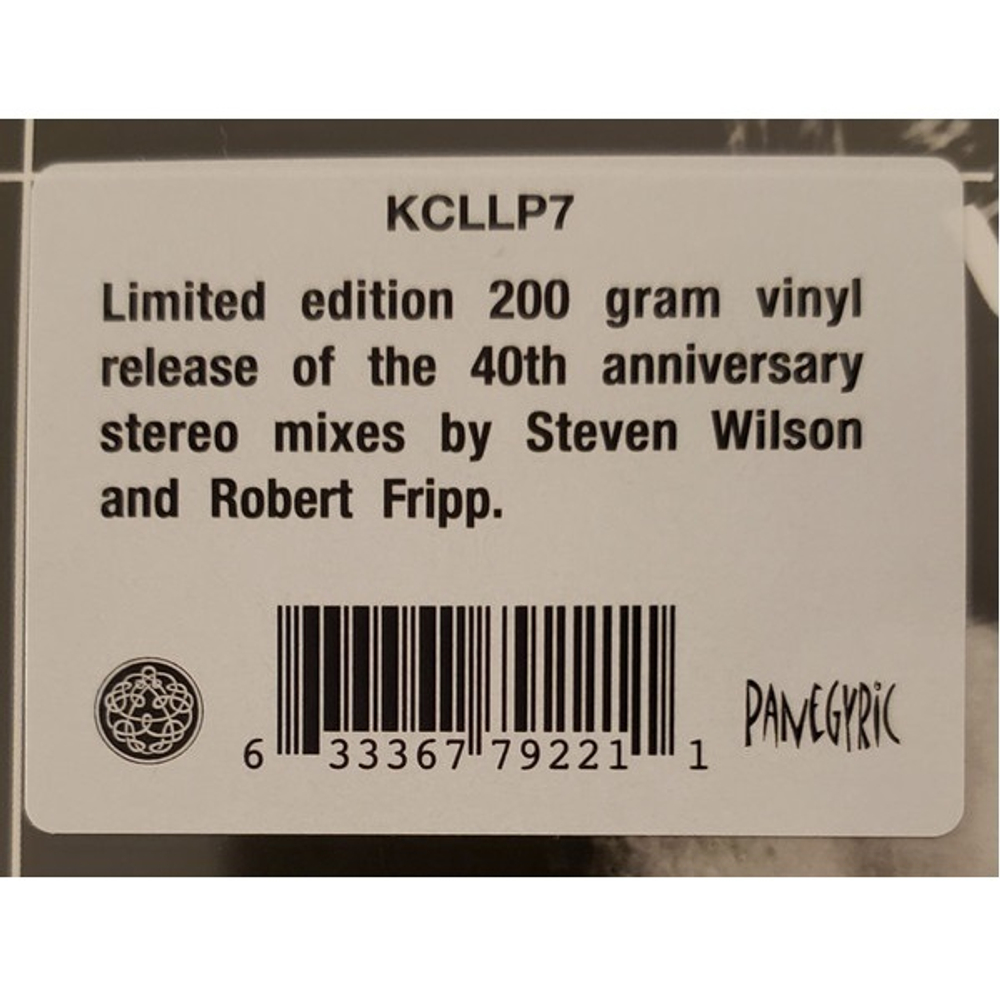 KCLLP7
Limited edition 200 gram vinyl
release of the 40th anniversary
stereo mixes by Steven Wilson
and Robert Fripp.
6 33367 79221 1
PANEGYRiC